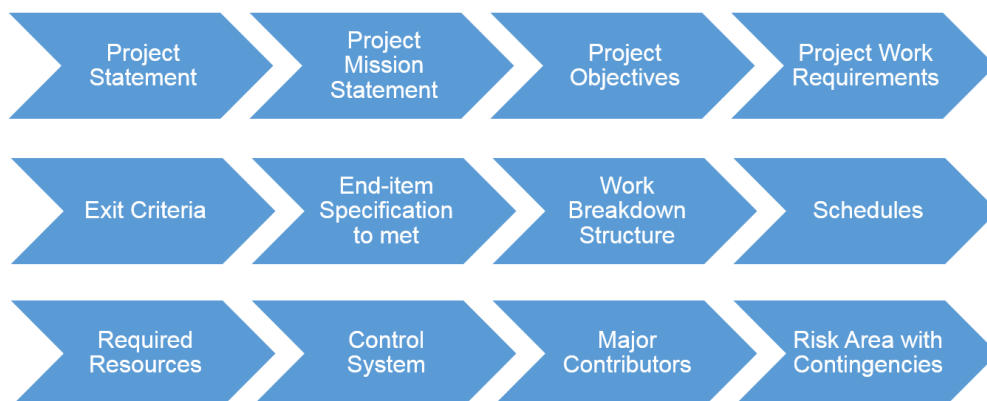 Project
Statement
Project
Mission
Statement
Project
Objectives
Project Work
Requirements
Exit Criteria
End-item
Specification
to met
Work
Breakdown
Structure
Schedules
Required
Resources
Control
System
Major
Contributors
Risk Area with
Contingencies